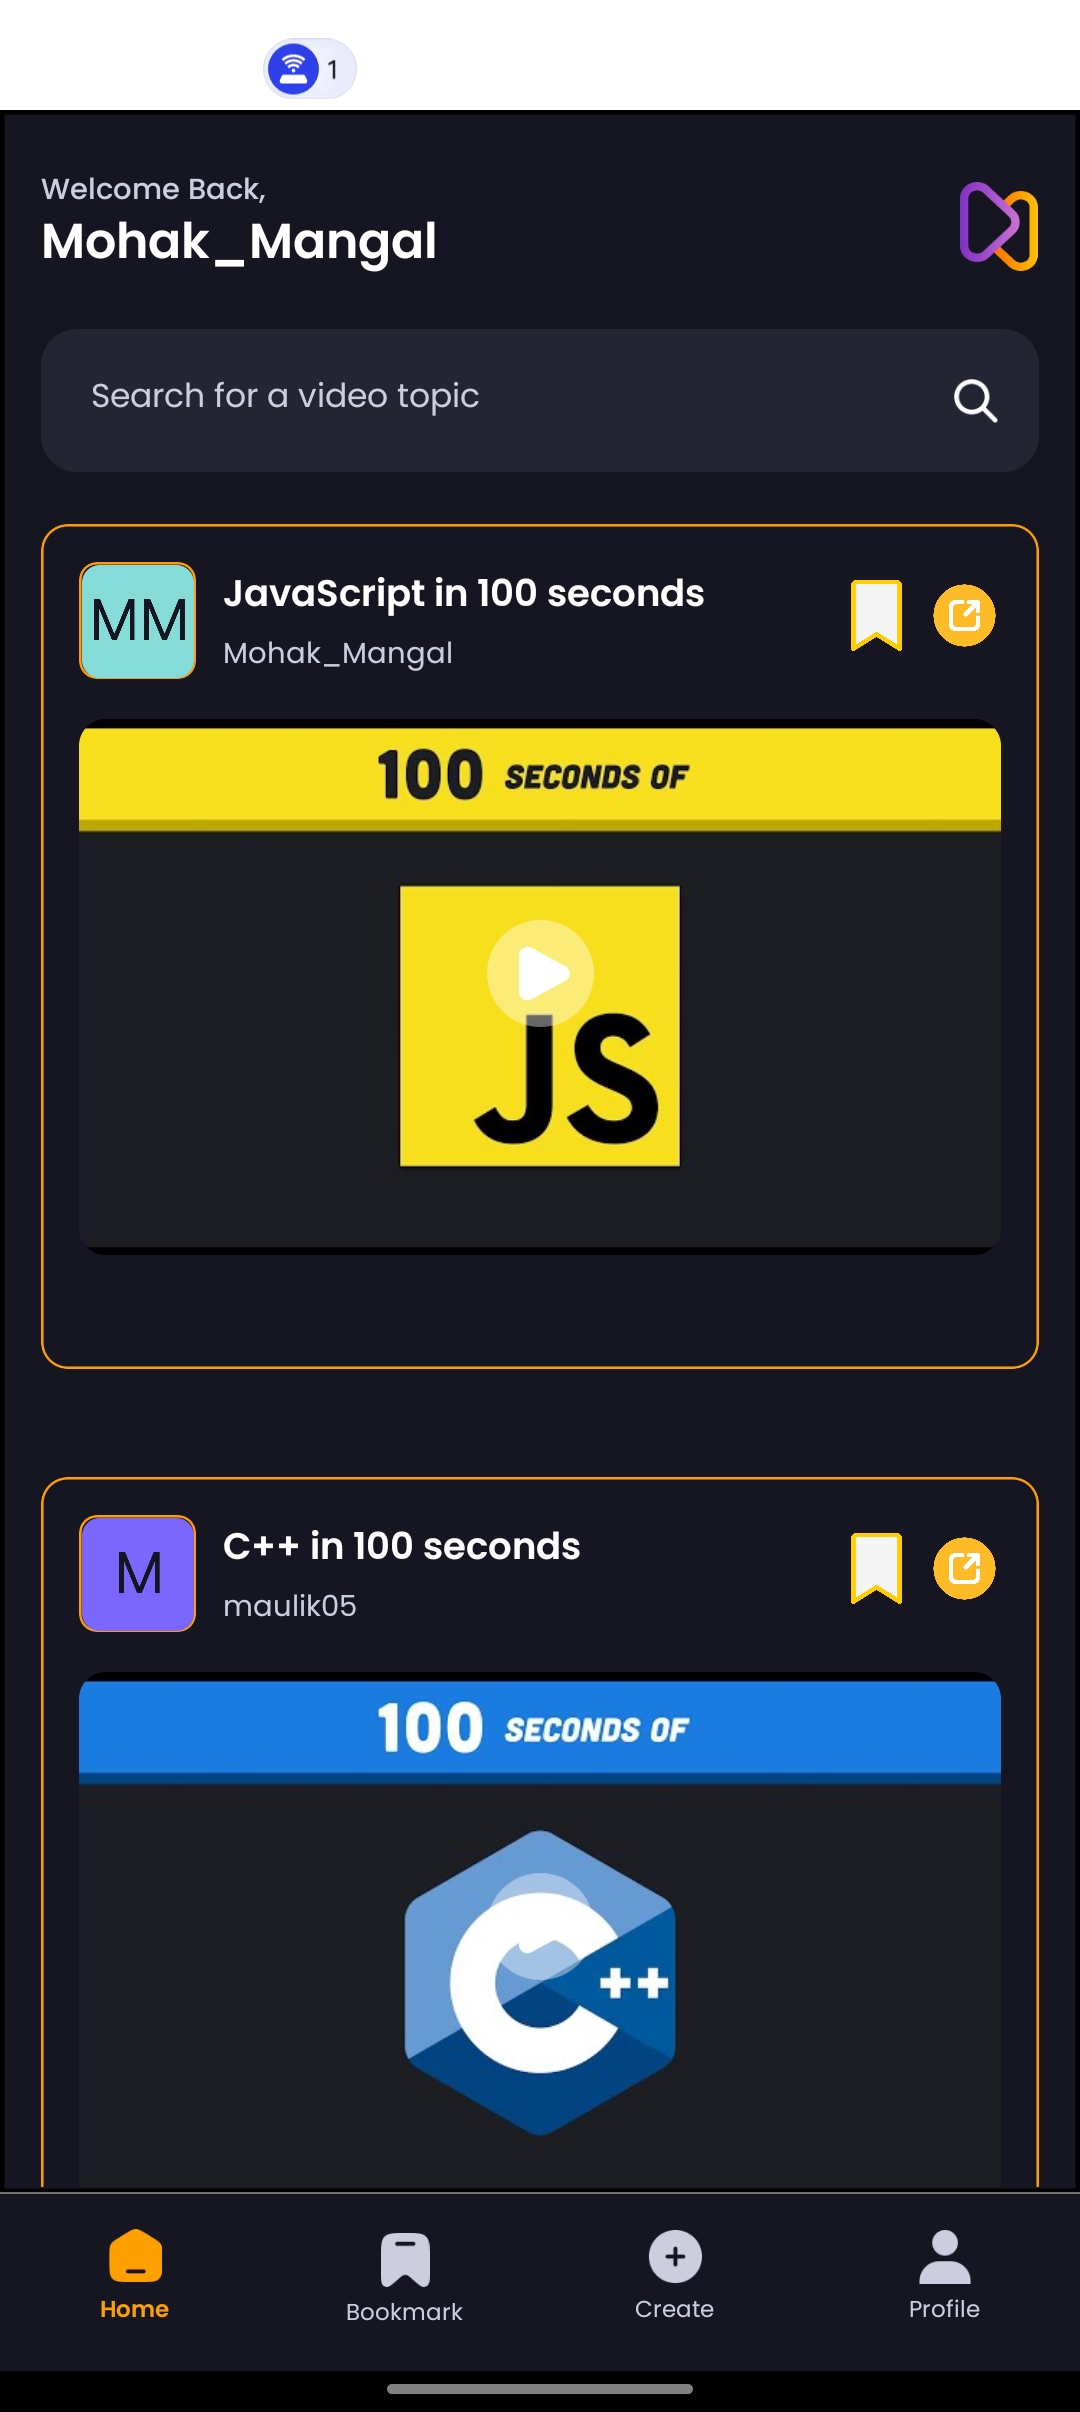 1
Welcome Back,
Mohak_Mangal
Search for a video topic
MM
JavaScript in 100 seconds
Mohak_Mangal
100 SECONDS OF
JS
M
C++ in 100 seconds
maulik05
100 SECONDS OF
C++
Home
Bookmark
Create
Profile